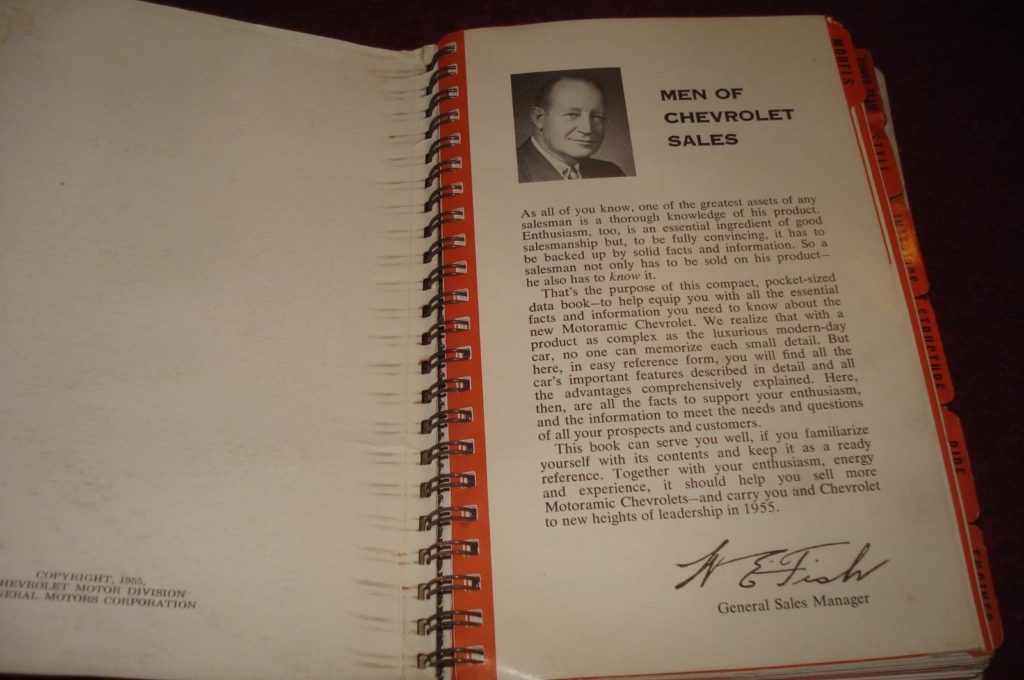 COPYRIGHT, 1955,
CHEVROLET MOTOR DIVISION
GENERAL MOTORS CORPORATION
MEN OF
CHEVROLET
SALES
As all of you know, one of the greatest assets of any
salesman is a thorough knowledge of his product.
Enthusiasm, too, is an essential ingredient of good
salesmanship but, to be fully convincing, it has to
be backed up by solid facts and information. So a
salesman not only has to be sold on his product—
he also has to know it.
That's the purpose of this compact, pocket-sized
data book—to help equip you with all the essential
facts and information you need to know about the
new Motoramic Chevrolet. We realize that with a
product as complex as the luxurious modern-day
car, no one can memorize each small detail. But
here, in easy reference form, you will find all the
car's important features described in detail and all
the advantages comprehensively explained. Here,
then, are all the facts to support your enthusiasm,
and the information to meet the needs and questions
of all your prospects and customers.
This book can serve you well, if you familiarize
yourself with its contents and keep it as a ready
reference. Together with your enthusiasm, energy
and experience, it should help you sell more
Motoramic Chevrolets—and carry you and Chevrolet
to new heights of leadership in 1955.
W E Fish
General Sales Manager
MODELS
STYLE
STRUCTURE
RIDE
ENGINES